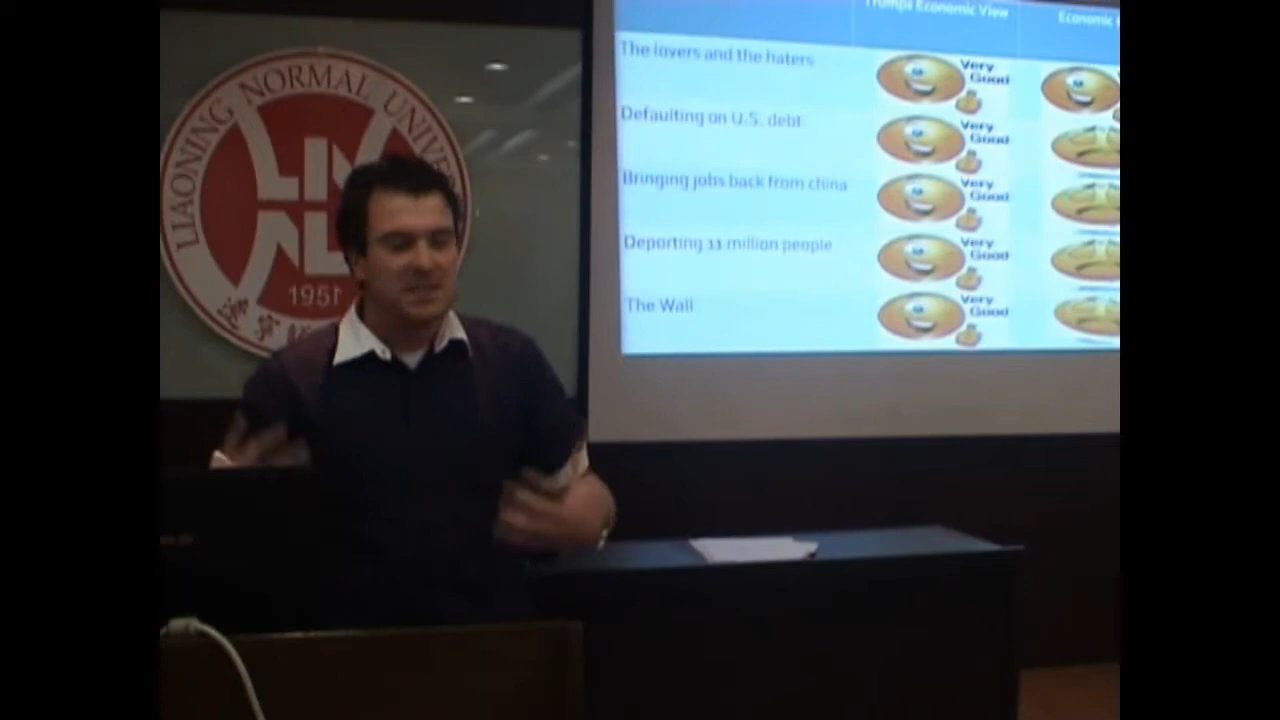 LIAONING NORMAL
1951
Trumps Economic View
Economic
The lovers and the haters
Very
Good
Defaulting on U.S. debt
Very
Good
Bringing jobs back from china
Very
Good
Deporting 11 million people
Very
Good
The Wall
Very
Good